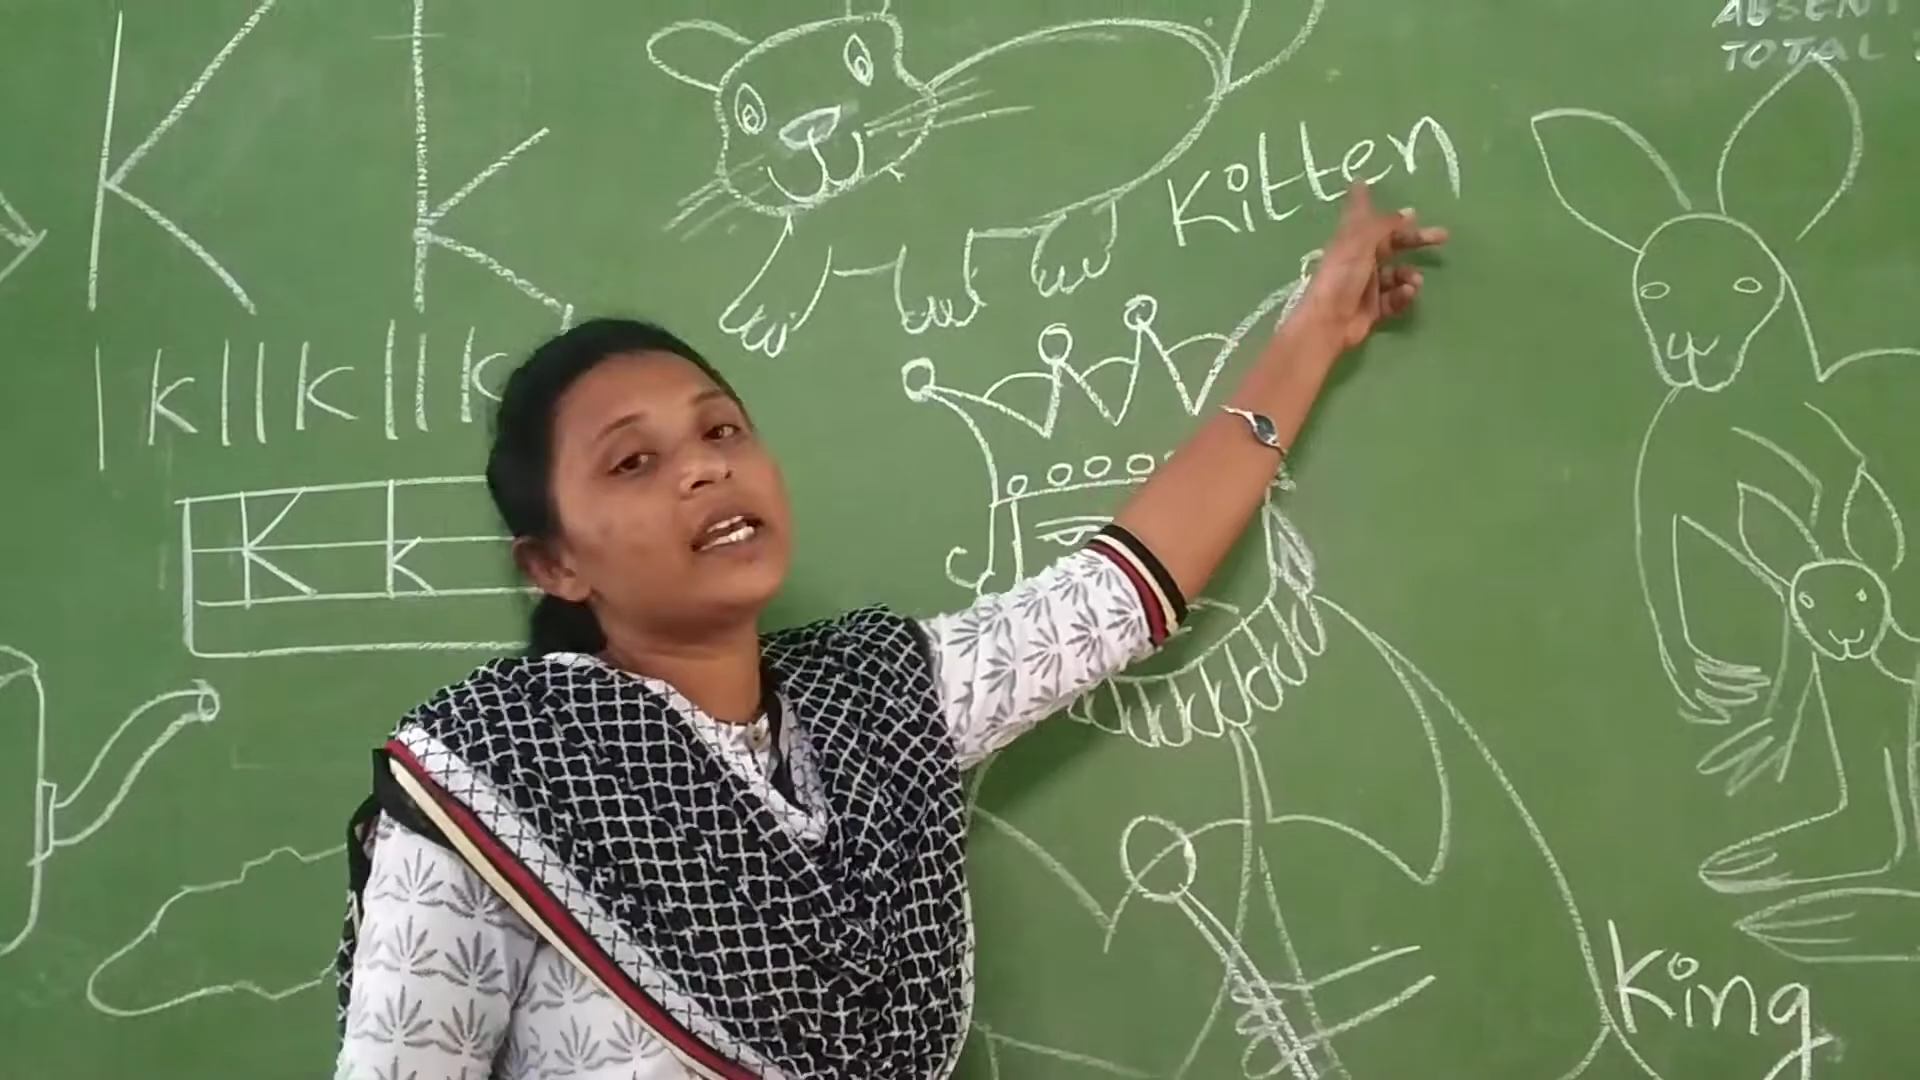 ABSENT
TOTAL
K k
Kitten
|k||k||k
K k
King